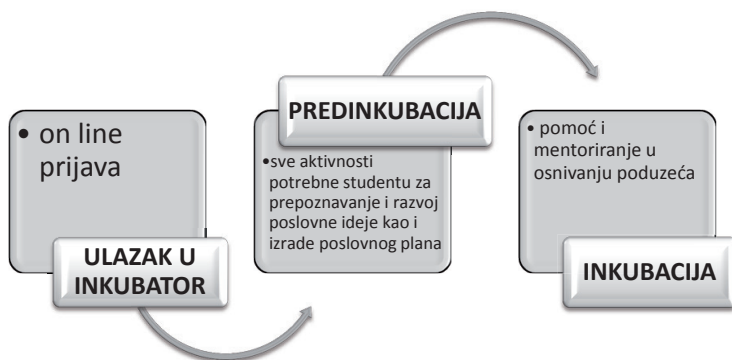 • on line
prijava
ULAZAK U
INKUBATOR
PREDINKUBACIJA
•sve aktivnosti
potrebne studentu za
prepoznavanje i razvoj
poslovne ideje kao i
izrade poslovnog plana
• pomoć i
mentoriranje u
osnivanju poduzeća
INKUBACIJA